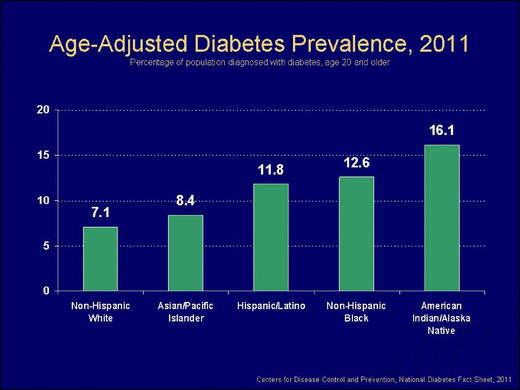 Age-Adjusted Diabetes Prevalence, 2011
Percentage of population diagnosed with diabetes, age 20 and older
20
15
10
5
0
7.1
8.4
11.8
12.6
16.1
Non-Hispanic
White
Asian/Pacific
Islander
Hispanic/Latino
Non-Hispanic
Black
American
Indian/Alaska
Native
Centers for Disease Control and Prevention, National Diabetes Fact Sheet, 2011